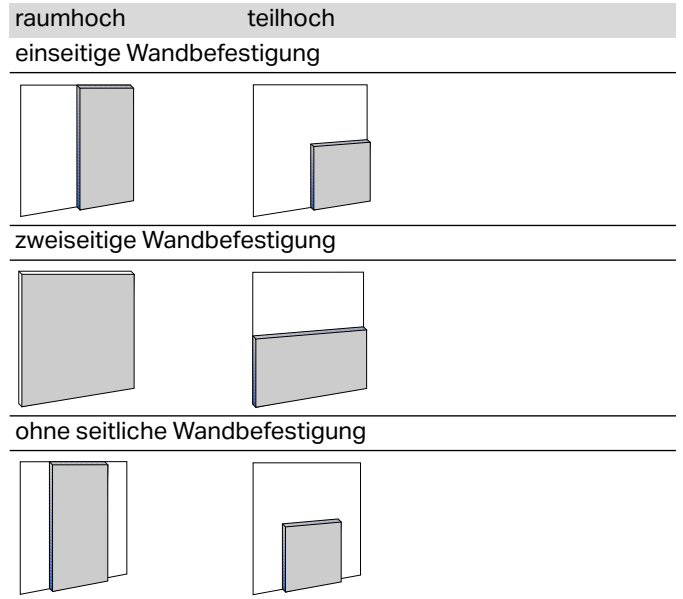 raumhoch teilhoch
einseitige Wandbefestigung
zweiseitige Wandbefestigung
ohne seitliche Wandbefestigung